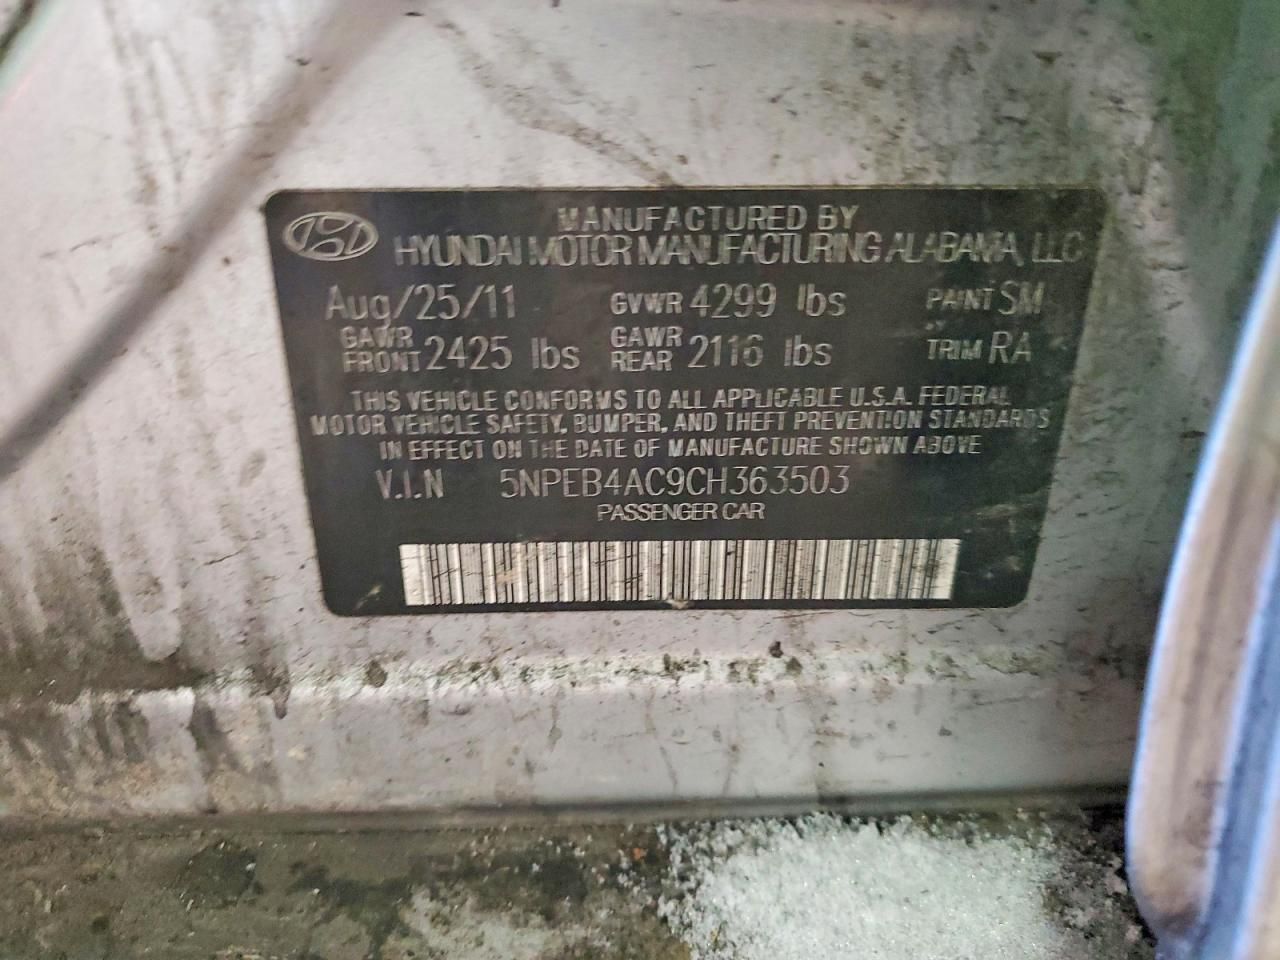 MANUFACTURED BY
HYUNDAI MOTOR MANUFACTURING ALABAMA, LLC
Aug/25/11 GVWR 4299 lbs PAINT SM
GAWR FRONT 2425 lbs GAWR REAR 2116 lbs TRIM RA
THIS VEHICLE CONFORMS TO ALL APPLICABLE U.S.A. FEDERAL
MOTOR VEHICLE SAFETY, BUMPER, AND THEFT PREVENTION STANDARDS
IN EFFECT ON THE DATE OF MANUFACTURE SHOWN ABOVE
V.I.N 5NPEB4AC9CH363503
PASSENGER CAR